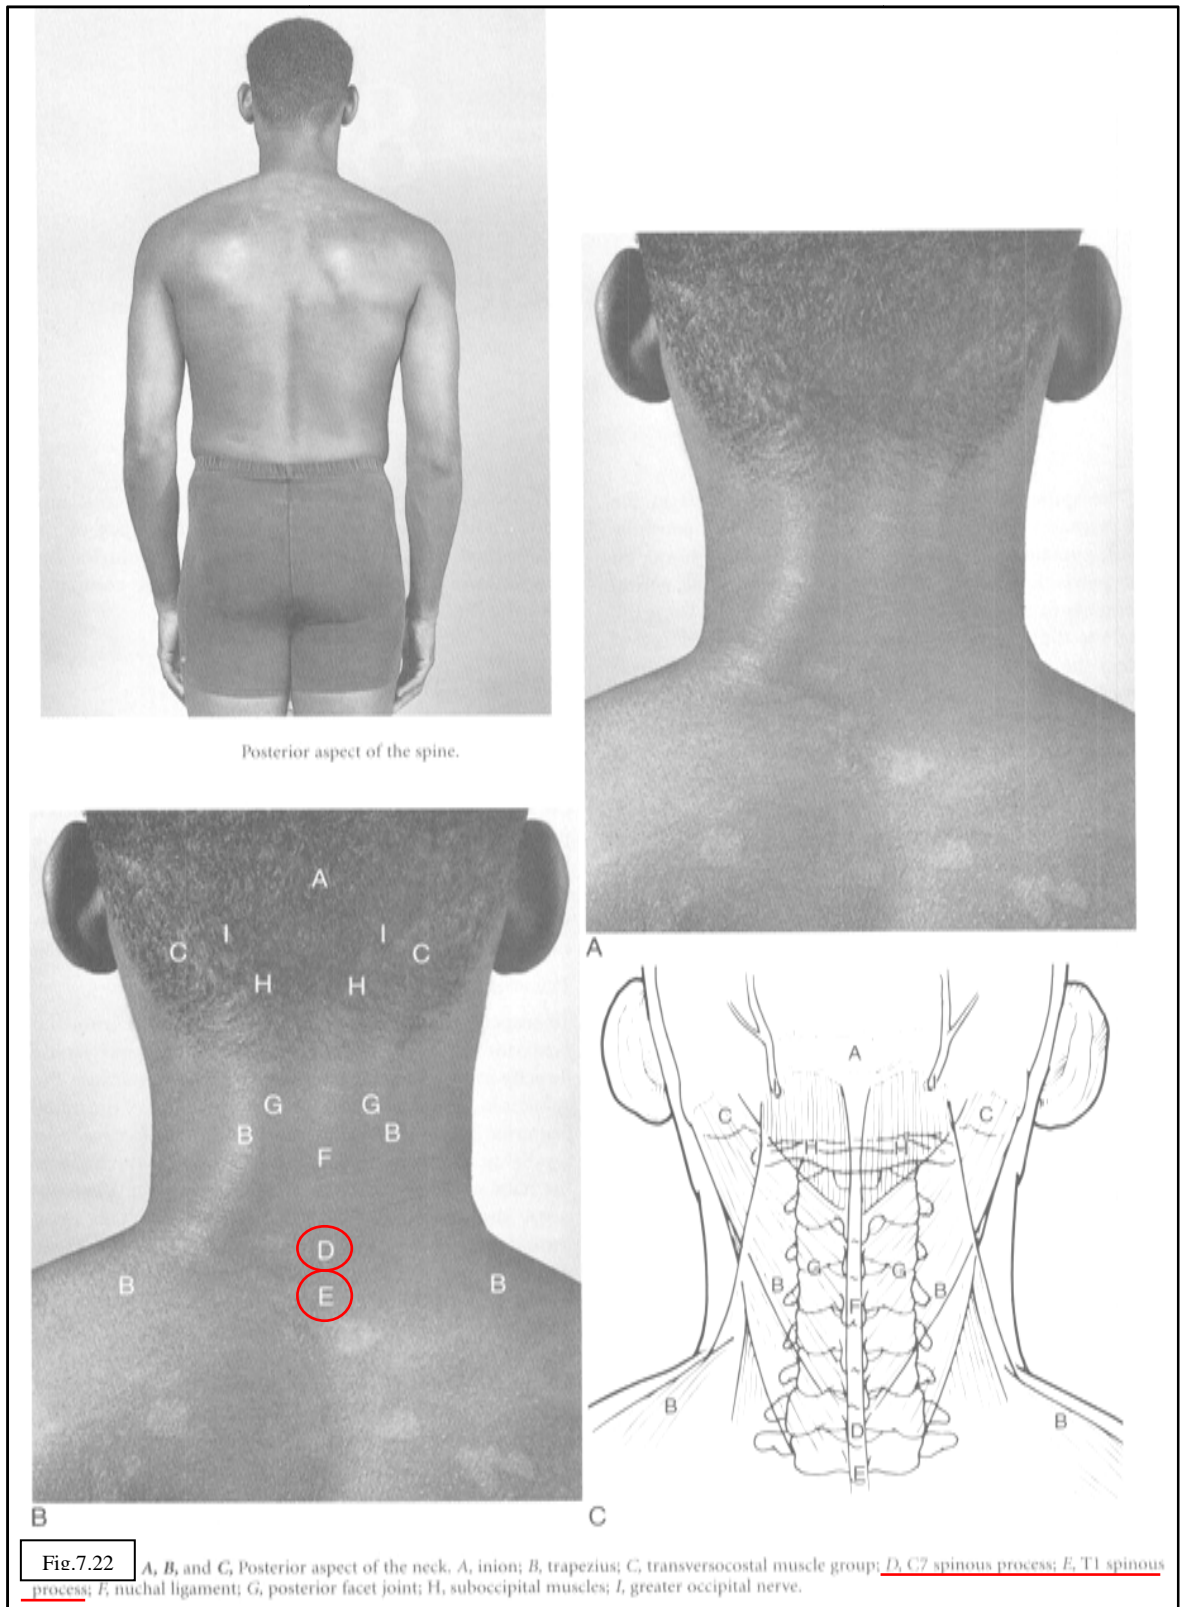 Posterior aspect of the spine.
A
A
I
I
C
C
H
H
G
G
B
B
F
D
B
E
B
B
A
C
C
H
H
G
G
B
F
B
B
D
B
E
C
Fig.7.22
A, B, and C, Posterior aspect of the neck. A, inion; B, trapezius; C, transversocostal muscle group; D, C7 spinous process; E, T1 spinous
process; F, nuchal ligament; G, posterior facet joint; H, suboccipital muscles; I, greater occipital nerve.